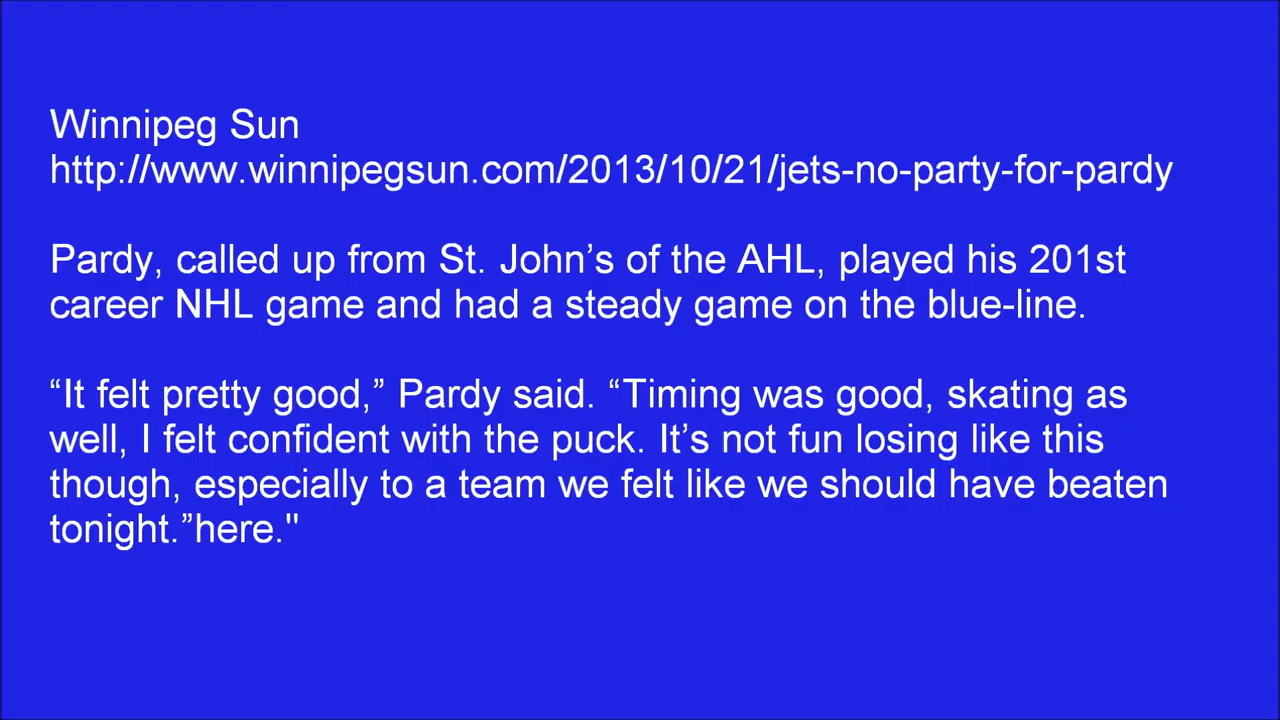 Winnipeg Sun
http://www.winnipegsun.com/2013/10/21/jets-no-party-for-pardy
Pardy, called up from St. John’s of the AHL, played his 201st
career NHL game and had a steady game on the blue-line.
“It felt pretty good,” Pardy said. “Timing was good, skating as
well, I felt confident with the puck. It’s not fun losing like this
though, especially to a team we felt like we should have beaten
tonight.”here."